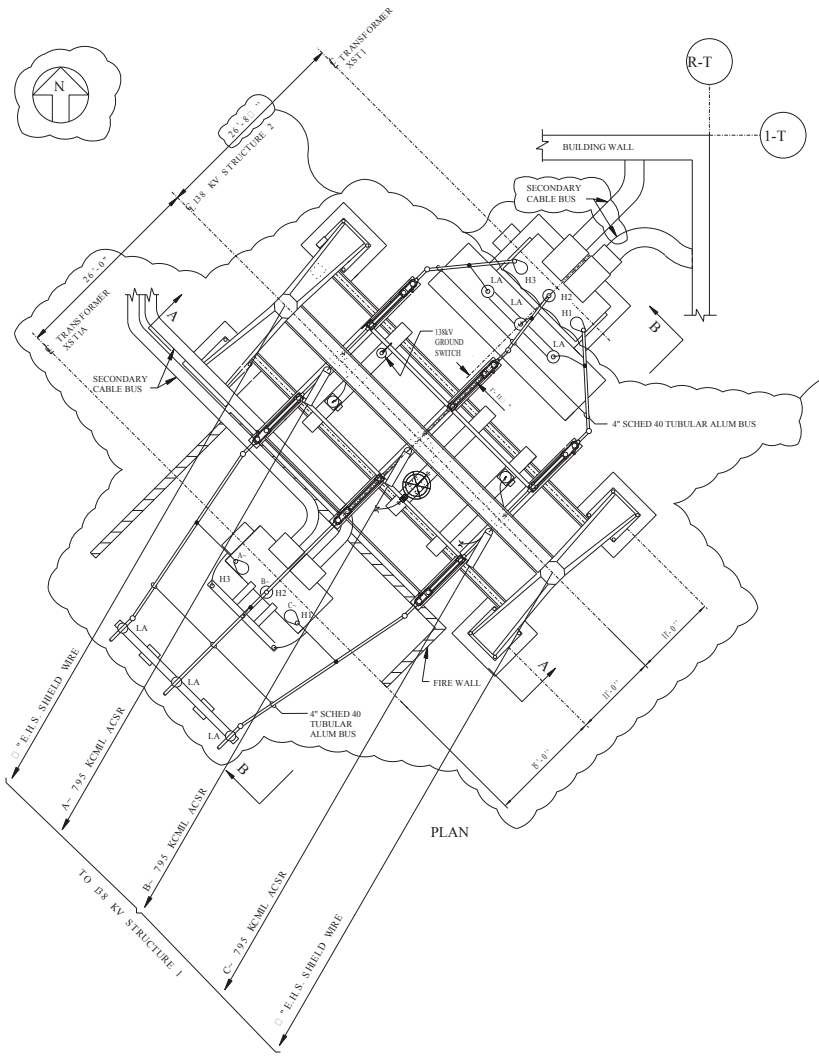 ℄ TRANSFORMER
XST1
N
26'-8□"
R-T
1-T
BUILDING WALL
℄ 138 KV STRUCTURE 2
SECONDARY
CABLE BUS
26'-0"
A
H3
LA
H2
LA
H1
LA
B
℄ TRANSFORMER
XST1A
138kV
GROUND
SWITCH
SECONDARY
CABLE BUS
4" SCHED 40 TUBULAR ALUM BUS
A~
H3
B~
H2
C~
H1
LA
LA
LA
FIRE WALL
A
11'-0"
11'-0"
18'-0"
4" SCHED 40
TUBULAR
ALUM BUS
B
PLAN
□" E.H.S. SHIELD WIRE
A~ 795 KCMIL ACSR
B~ 795 KCMIL ACSR
C~ 795 KCMIL ACSR
□" E.H.S. SHIELD WIRE
TO 138 KV STRUCTURE 1